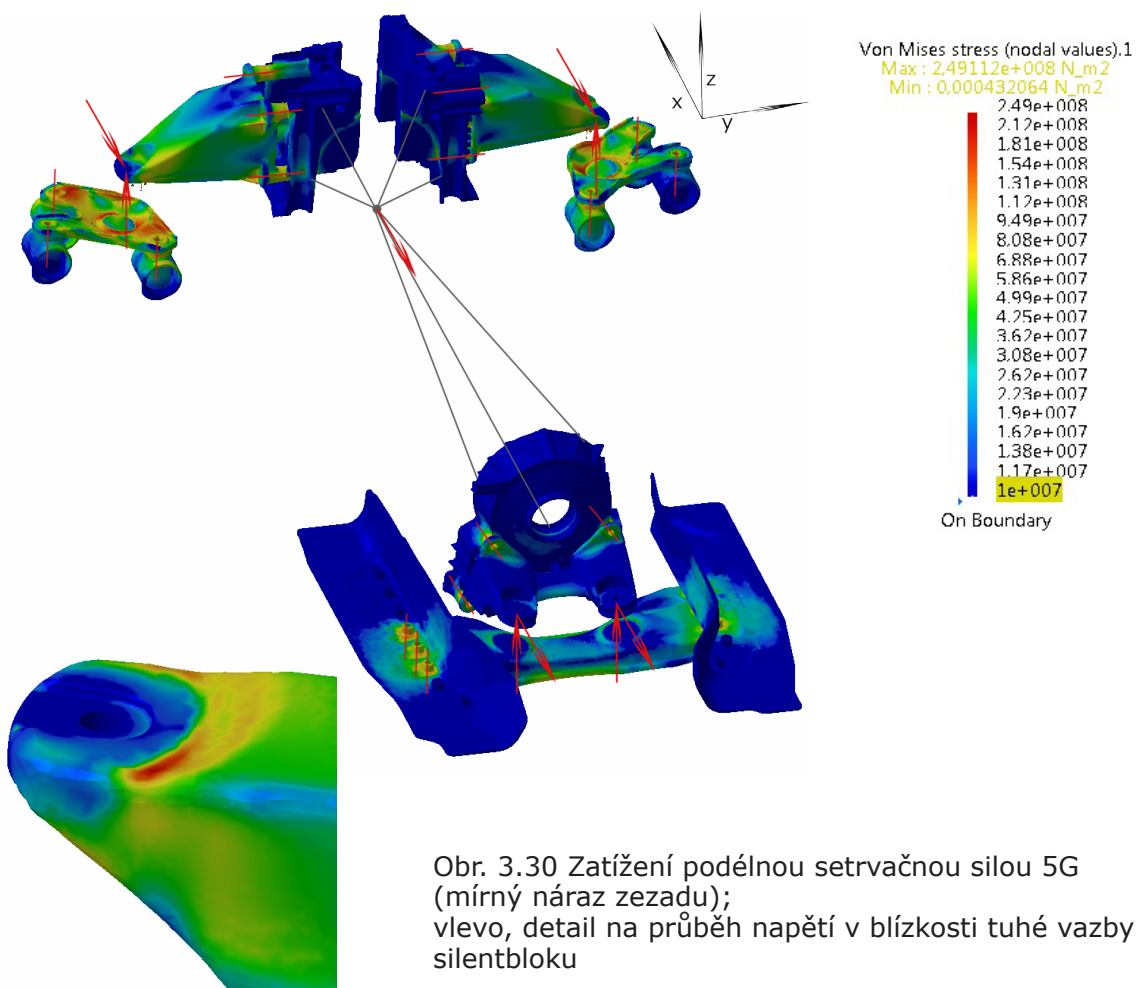 z
x
y
Von Mises stress (nodal values).1
Max : 2,49112e+008 N_m2
Min : 0,000432064 N_m2
2.49e+008
2.12e+008
1.81e+008
1.54e+008
1.31e+008
1.12e+008
9.49e+007
8.08e+007
6.88e+007
5.86e+007
4.99e+007
4.25e+007
3.62e+007
3.08e+007
2.62e+007
2.23e+007
1.9e+007
1.62e+007
1.38e+007
1.17e+007
1e+007
On Boundary
Obr. 3.30 Zatížení podélnou setrvačnou silou 5G
(mírný náraz zezadu);
vlevo, detail na průběh napětí v blízkosti tuhé vazby
silentbloku